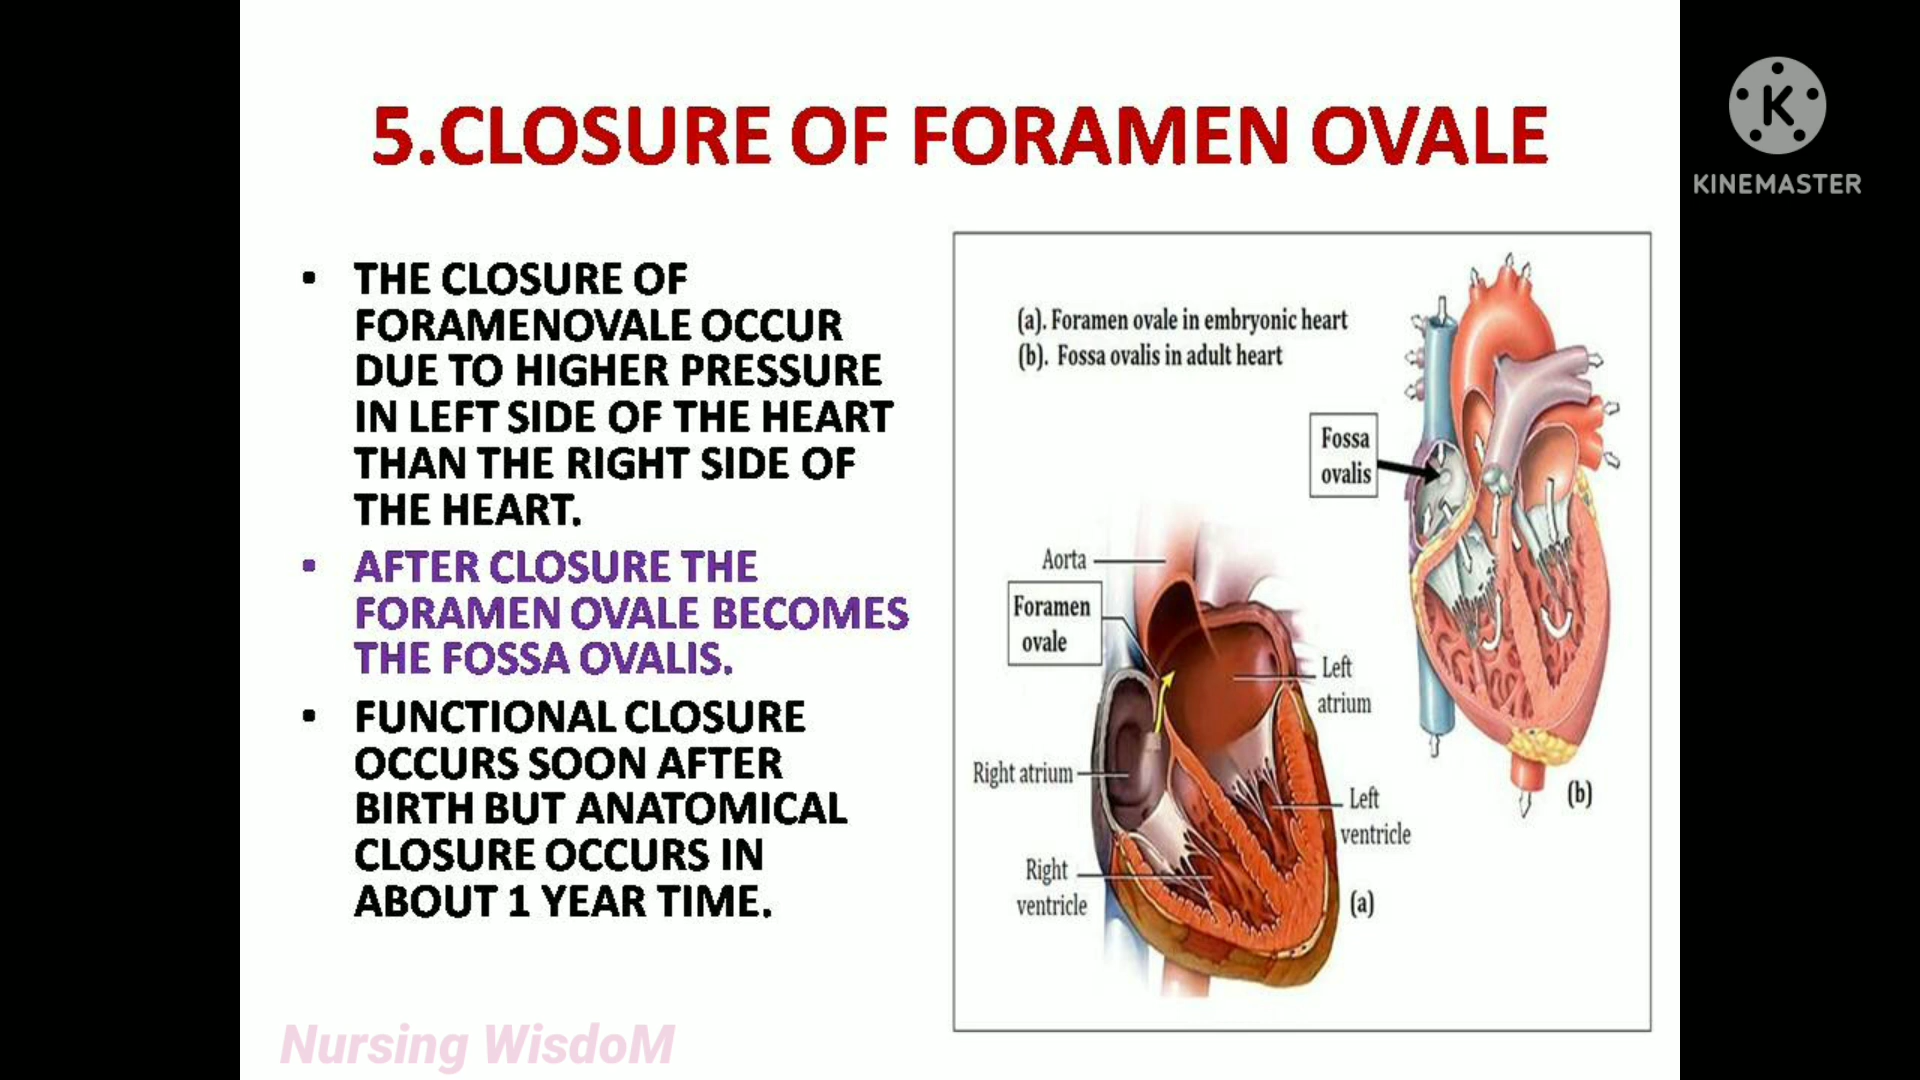 5.CLOSURE OF FORAMEN OVALE
K
KINEMASTER
• THE CLOSURE OF
FORAMENOVALE OCCUR
DUE TO HIGHER PRESSURE
IN LEFT SIDE OF THE HEART
THAN THE RIGHT SIDE OF
THE HEART.
• AFTER CLOSURE THE
FORAMEN OVALE BECOMES
THE FOSSA OVALIS.
• FUNCTIONAL CLOSURE
OCCURS SOON AFTER
BIRTH BUT ANATOMICAL
CLOSURE OCCURS IN
ABOUT 1 YEAR TIME.
(a). Foramen ovale in embryonic heart
(b). Fossa ovalis in adult heart
Fossa
ovalis
Aorta
Foramen
ovale
Left
atrium
Right atrium
Left
ventricle
(b)
Right
ventricle
(a)
Nursing WisdoM